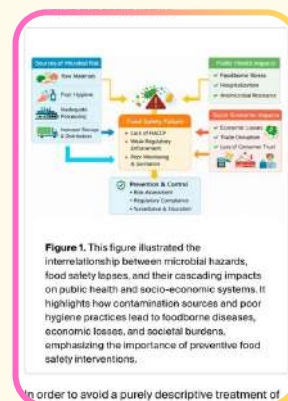 Sources of Microbial Risk
Raw Materials
Poor Hygiene
Inadequate
Processing
Improper Storage
& Distribution
Food Safety Failure
• Lack of HACCP
• Weak Regulatory
Enforcement
• Poor Monitoring
& Sanitation
Public Health Impacts
✓ Foodborne Illness
✓ Hospitalization
✓ Antimicrobial Resistance
Socio-Economic Impacts
✓ Economic Losses
✓ Trade Disruption
✓ Loss of Consumer Trust
Prevention & Control
• Risk Assessment
• Regulatory Compliance
• Surveillance & Education
Figure 1. This figure illustrated the
interrelationship between microbial hazards,
food safety lapses, and their cascading impacts
on public health and socio-economic systems. It
highlights how contamination sources and poor
hygiene practices lead to foodborne diseases,
economic losses, and societal burdens,
emphasizing the importance of preventive food
safety interventions.
In order to avoid a purely descriptive treatment of